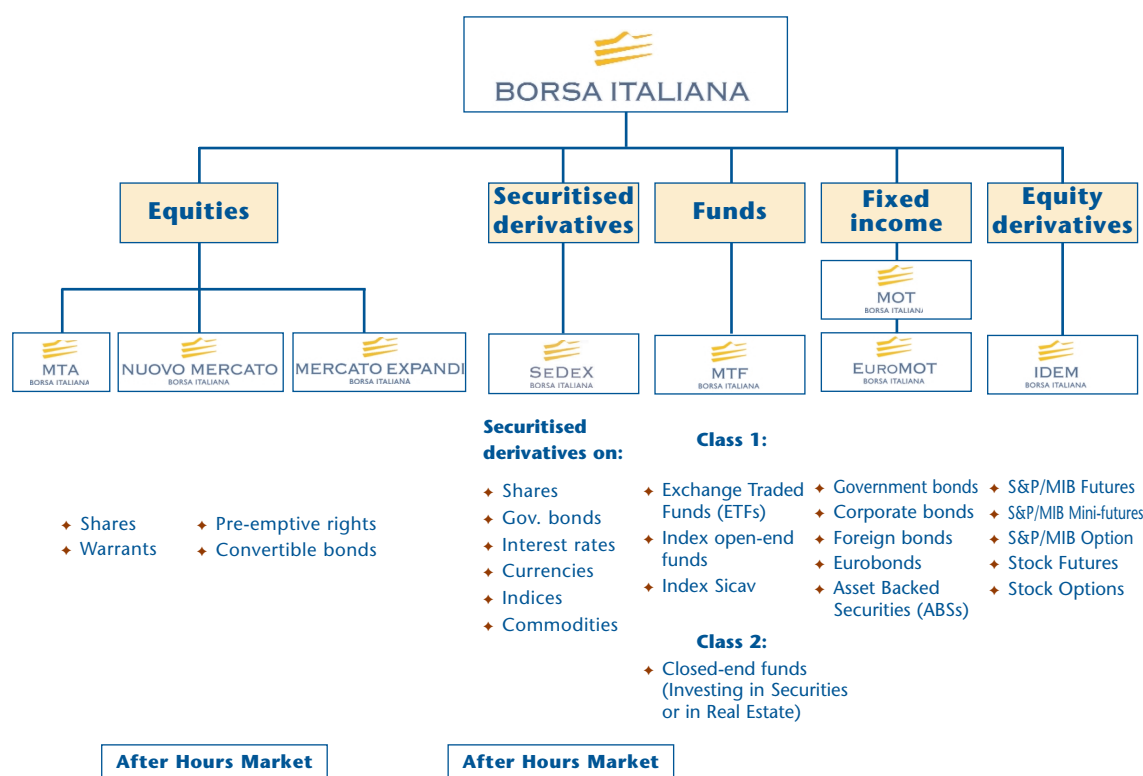 BORSA ITALIANA
Equities
Securitised
derivatives
Funds
Fixed
income
Equity
derivatives
MOT
BORSA ITALIANA
MTA
BORSA ITALIANA
NUOVO MERCATO
BORSA ITALIANA
MERCATO EXPANDI
BORSA ITALIANA
SEDEX
BORSA ITALIANA
MTF
BORSA ITALIANA
EUROMOT
BORSA ITALIANA
IDEM
BORSA ITALIANA
Shares
Warrants
Pre-emptive rights
Convertible bonds
Securitised
derivatives on:
Shares
Gov. bonds
Interest rates
Currencies
Indices
Commodities
Class 1:
Exchange Traded
Funds (ETFs)
Index open-end
funds
Index Sicav
Class 2:
Closed-end funds
(Investing in Securities
or in Real Estate)
Government bonds
Corporate bonds
Foreign bonds
Eurobonds
Asset Backed
Securities (ABSs)
S&P/MIB Futures
S&P/MIB Mini-futures
S&P/MIB Option
Stock Futures
Stock Options
After Hours Market
After Hours Market